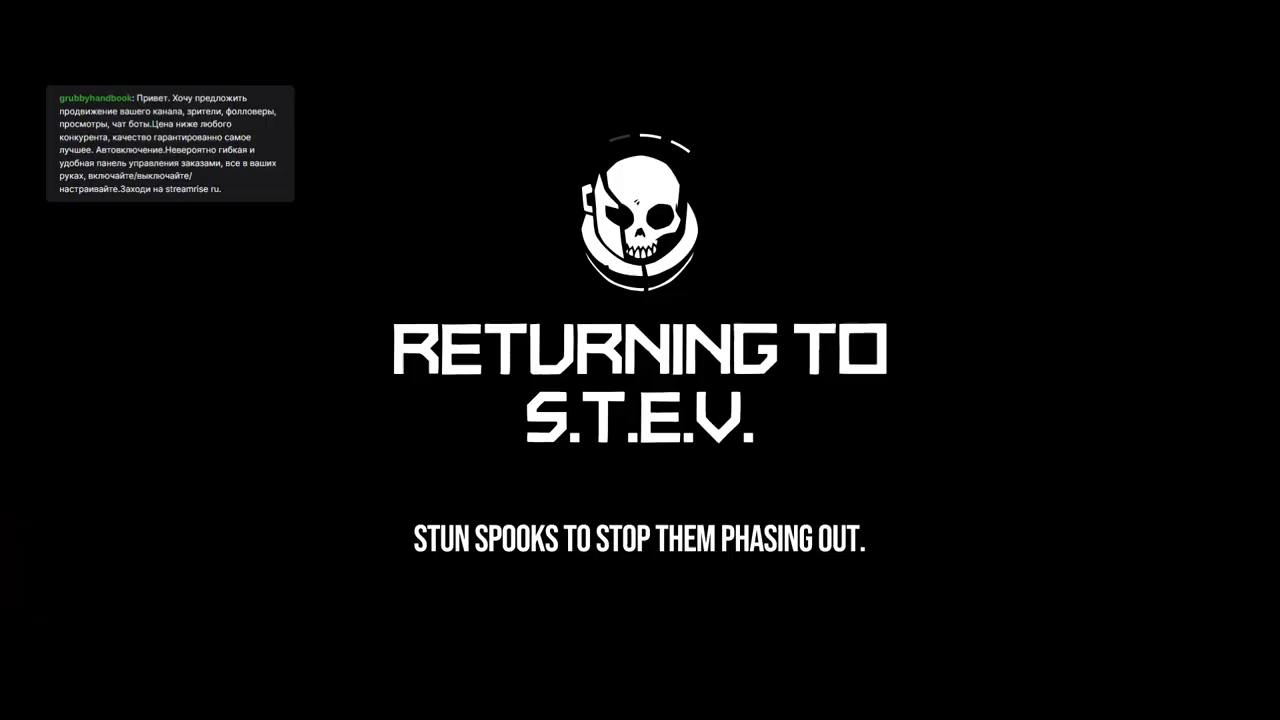 grubbyhandbook: Привет. Хочу предложить
продвижение вашего канала, зрители, фолловеры,
просмотры, чат боты.Цена ниже любого
конкурента, качество гарантированно самое
лучшее. Автовключение.Невероятно гибкая и
удобная панель управления заказами, все в ваших
руках, включайте/выключайте/
настраивайте.Заходи на streamrise ru.
RETURNING TO
S.T.E.V.
STUN SPOOKS TO STOP THEM PHASING OUT.